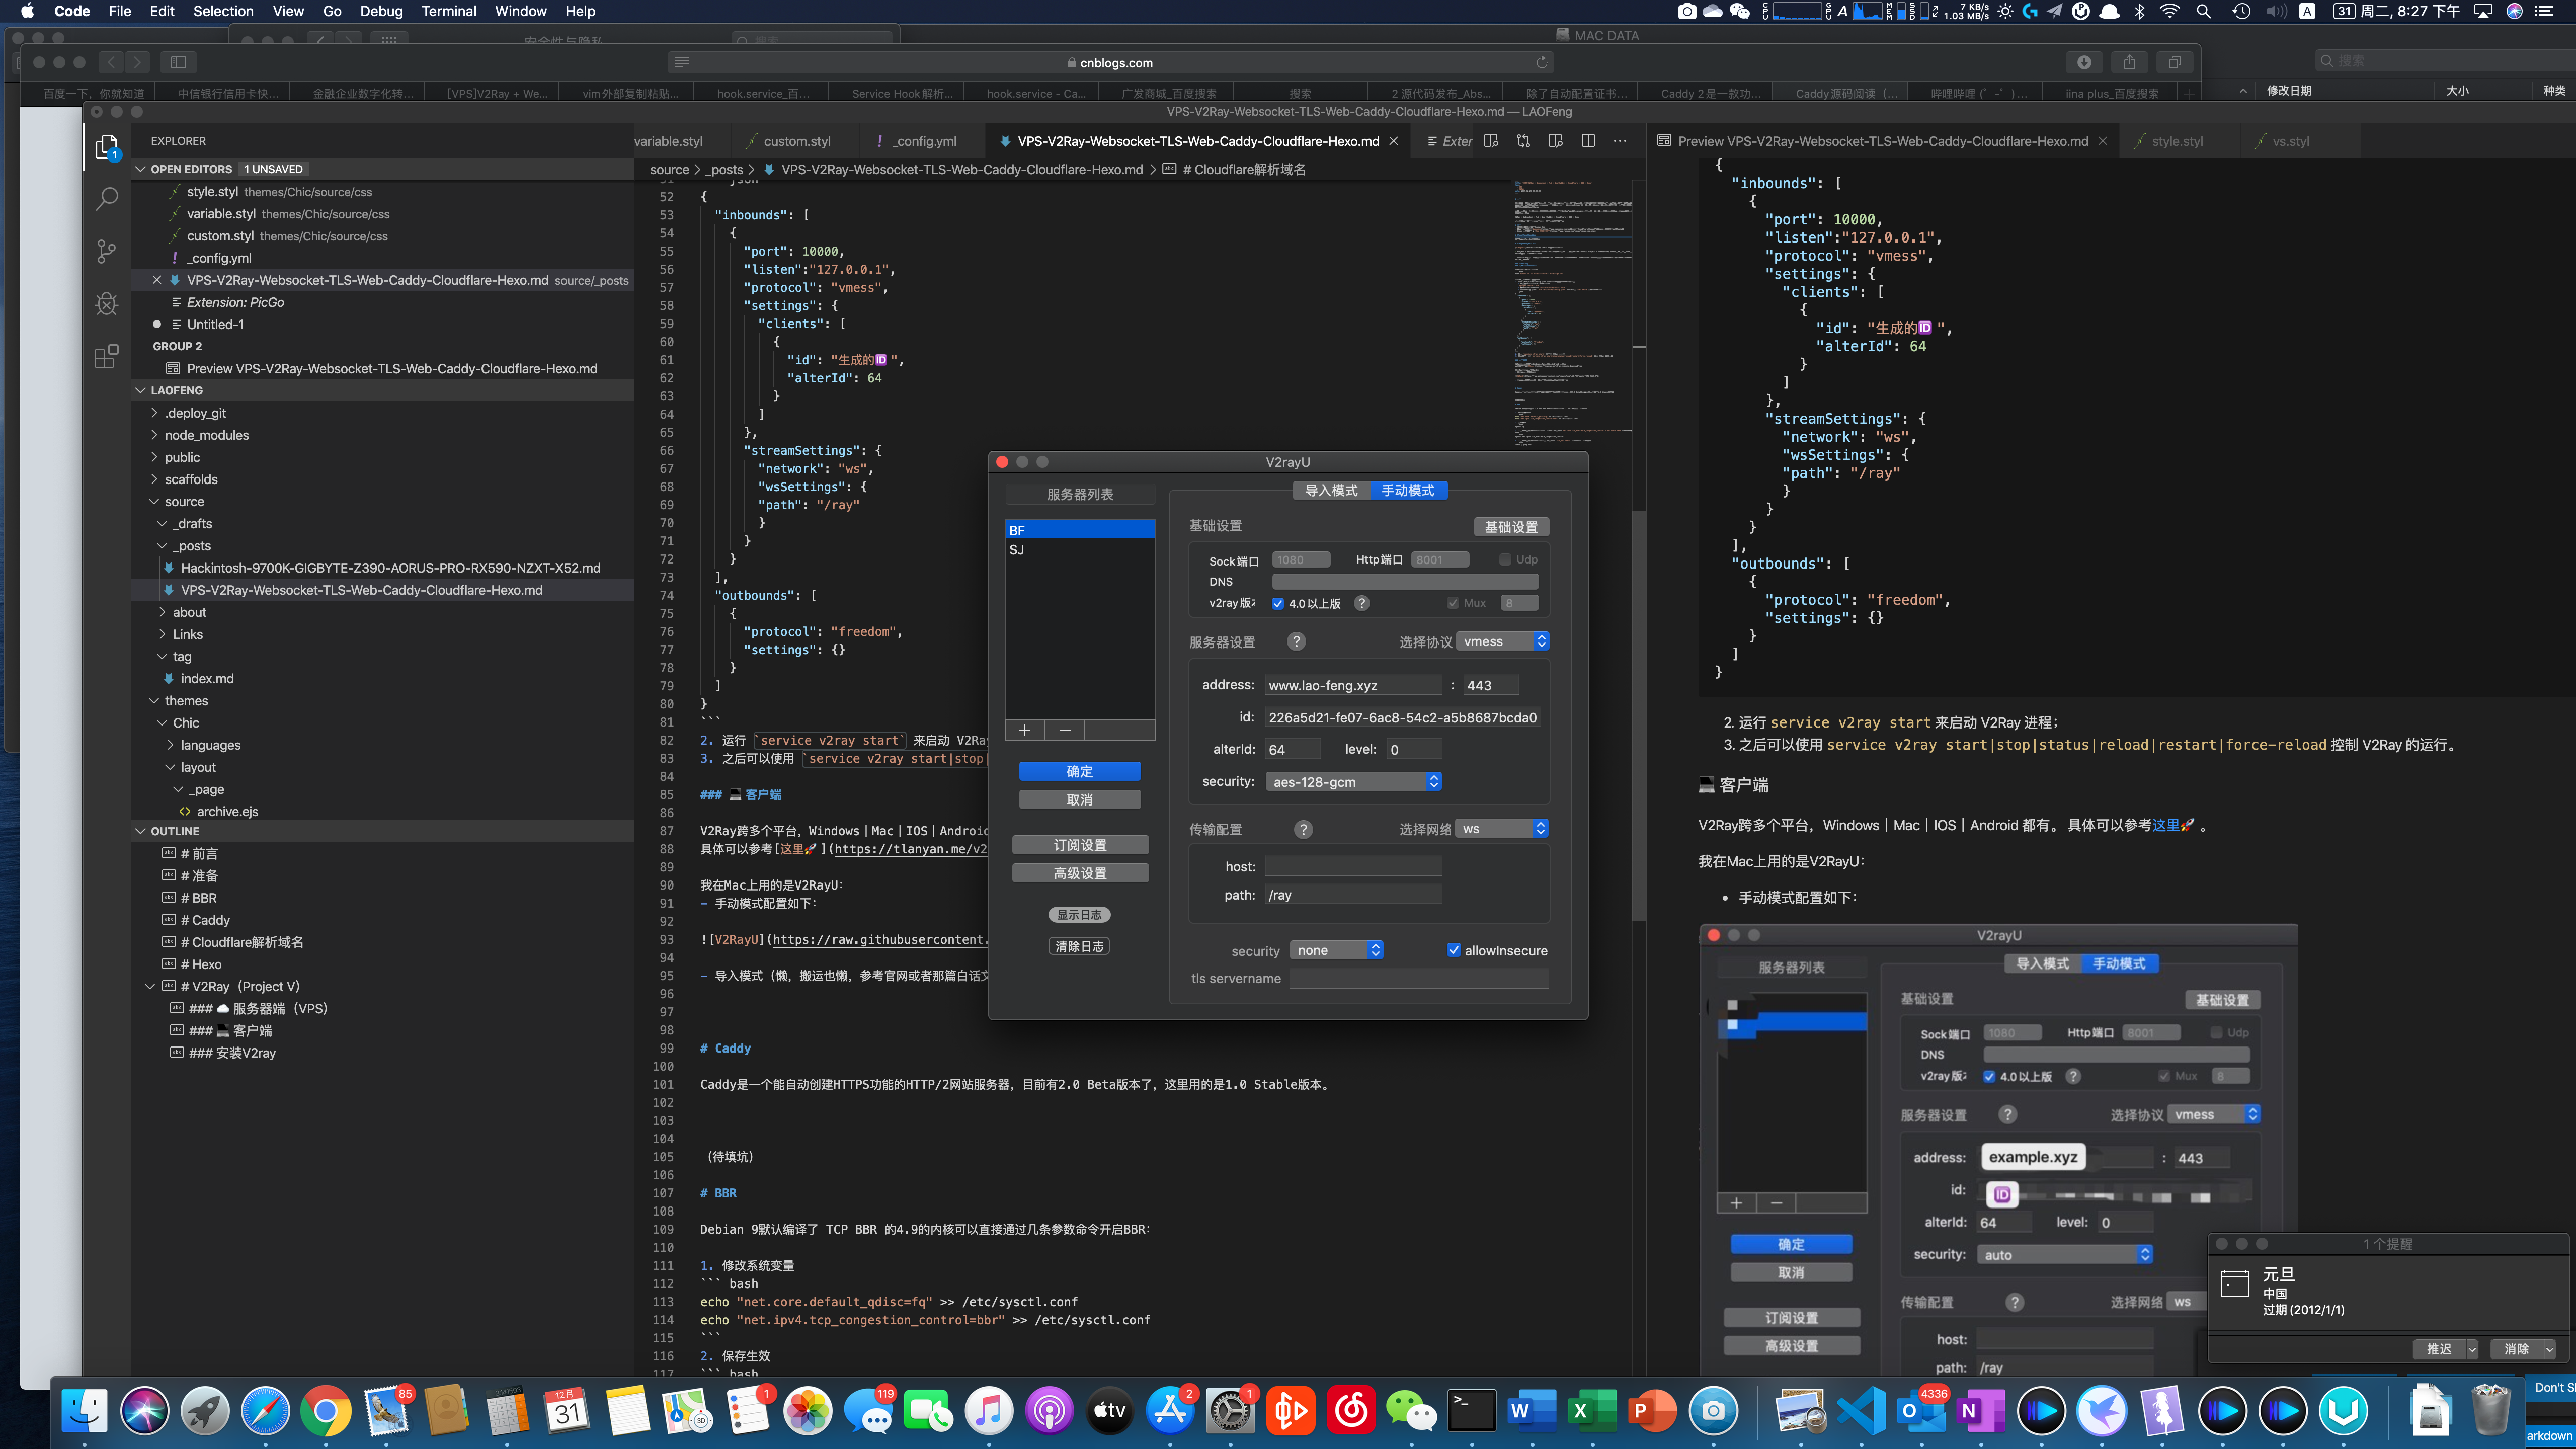 Code File Edit Selection View Go Debug Terminal Window Help
7 KB/s
1.03 MB/s
31 周二, 8:27 下午
安全性与隐私
搜索
MAC DATA
cnblogs.com
搜索
百度一下，你就知道
中信银行信用卡快...
金融企业数字化转...
[VPS]V2Ray + We...
vim外部复制粘贴...
hook.service_百...
Service Hook解析...
hook.service - Ca...
广发商城_百度搜索
搜索
2 源代码发布_Abs...
除了自动配置证书...
Caddy 2是一款功...
Caddy源码阅读（...
哔哩哔哩 (゜-゜)...
iina plus_百度搜索
修改日期 大小 种类
VPS-V2Ray-Websocket-TLS-Web-Caddy-Cloudflare-Hexo.md — LAOFeng
EXPLORER
OPEN EDITORS 1 UNSAVED
style.styl themes/Chic/source/css
variable.styl themes/Chic/source/css
custom.styl themes/Chic/source/css
! _config.yml
VPS-V2Ray-Websocket-TLS-Web-Caddy-Cloudflare-Hexo.md source/_posts
Extension: PicGo
Untitled-1
GROUP 2
Preview VPS-V2Ray-Websocket-TLS-Web-Caddy-Cloudflare-Hexo.md
LAOFENG
.deploy_git
node_modules
public
scaffolds
source
_drafts
_posts
Hackintosh-9700K-GIGBYTE-Z390-AORUS-PRO-RX590-NZXT-X52.md
VPS-V2Ray-Websocket-TLS-Web-Caddy-Cloudflare-Hexo.md
about
Links
tag
index.md
themes
Chic
languages
layout
_page
<> archive.ejs
OUTLINE
# 前言
# 准备
# BBR
# Caddy
# Cloudflare解析域名
# Hexo
# V2Ray（Project V）
### ☁️ 服务器端（VPS）
### 💻 客户端
### 安装V2ray
variable.styl
custom.styl
! _config.yml
VPS-V2Ray-Websocket-TLS-Web-Caddy-Cloudflare-Hexo.md
Exter
source > _posts > VPS-V2Ray-Websocket-TLS-Web-Caddy-Cloudflare-Hexo.md > # Cloudflare解析域名
51 json
52 {
53 "inbounds": [
54 {
55 "port": 10000,
56 "listen":"127.0.0.1",
57 "protocol": "vmess",
58 "settings": {
59 "clients": [
60 {
61 "id": "生成的🆔 ",
62 "alterId": 64
63 }
64 ]
65 },
66 "streamSettings": {
67 "network": "ws",
68 "wsSettings": {
69 "path": "/ray"
70 }
71 }
72 }
73 ],
74 "outbounds": [
75 {
76 "protocol": "freedom",
77 "settings": {}
78 }
79 ]
80 }
81 ```
82 2. 运行 `service v2ray start` 来启动 V2Ra
83 3. 之后可以使用 `service v2ray start|stop|
84
85 ### 💻 客户端
86
87 V2Ray跨多个平台，Windows｜Mac｜IOS｜Android
88 具体可以参考[这里🚀 ](https://tlanyan.me/v2
89
90 我在Mac上用的是V2RayU：
91 - 手动模式配置如下：
92
93 ![V2RayU](https://raw.githubusercontent.
94
95 - 导入模式（懒，搬运也懒，参考官网或者那篇白话文
96
97
98
99 # Caddy
100
101 Caddy是一个能自动创建HTTPS功能的HTTP/2网站服务器，目前有2.0 Beta版本了，这里用的是1.0 Stable版本。
102
103
104
105 （待填坑）
106
107 # BBR
108
109 Debian 9默认编译了 TCP BBR 的4.9的内核可以直接通过几条参数命令开启BBR：
110
111 1. 修改系统变量
112 ``` bash
113 echo "net.core.default_qdisc=fq" >> /etc/sysctl.conf
114 echo "net.ipv4.tcp_congestion_control=bbr" >> /etc/sysctl.conf
115 ```
116 2. 保存生效
117 ``` bash
V2rayU
服务器列表
BF
SJ
+ −
确定
取消
订阅设置
高级设置
显示日志
清除日志
导入模式 手动模式
基础设置 基础设置
Sock端口 1080 Http端口 8001 Udp
DNS
v2ray版 4.0以上版 ? Mux 8
服务器设置 ? 选择协议 vmess
address: www.lao-feng.xyz : 443
id: 226a5d21-fe07-6ac8-54c2-a5b8687bcda0
alterId: 64 level: 0
security: aes-128-gcm
传输配置 ? 选择网络 ws
host:
path: /ray
security none allowInsecure
tls servername
Preview VPS-V2Ray-Websocket-TLS-Web-Caddy-Cloudflare-Hexo.md
style.styl
vs.styl
{
"inbounds": [
{
"port": 10000,
"listen":"127.0.0.1",
"protocol": "vmess",
"settings": {
"clients": [
{
"id": "生成的🆔 ",
"alterId": 64
}
]
},
"streamSettings": {
"network": "ws",
"wsSettings": {
"path": "/ray"
}
}
}
],
"outbounds": [
{
"protocol": "freedom",
"settings": {}
}
]
}
2. 运行 service v2ray start 来启动 V2Ray 进程；
3. 之后可以使用 service v2ray start|stop|status|reload|restart|force-reload 控制 V2Ray 的运行。
💻 客户端
V2Ray跨多个平台，Windows｜Mac｜IOS｜Android 都有。 具体可以参考这里🚀 。
我在Mac上用的是V2RayU：
• 手动模式配置如下：
V2rayU
服务器列表
导入模式 手动模式
基础设置 基础设置
Sock端口 1080 Http端口 8001 Udp
DNS
v2ray版 4.0以上版 ? Mux 8
服务器设置 ? 选择协议 vmess
address: example.xyz : 443
id: 🆔
alterId: 64 level: 0
security: auto
+ −
确定
取消
订阅设置
高级设置
传输配置 ? 选择网络 ws
host:
path: /ray
1 个提醒
元旦
中国
过期 (2012/1/1)
推迟 消除
85
12月
31
1
119
tv
2
1
W
X
P
4336
N
Don't S
arkdown